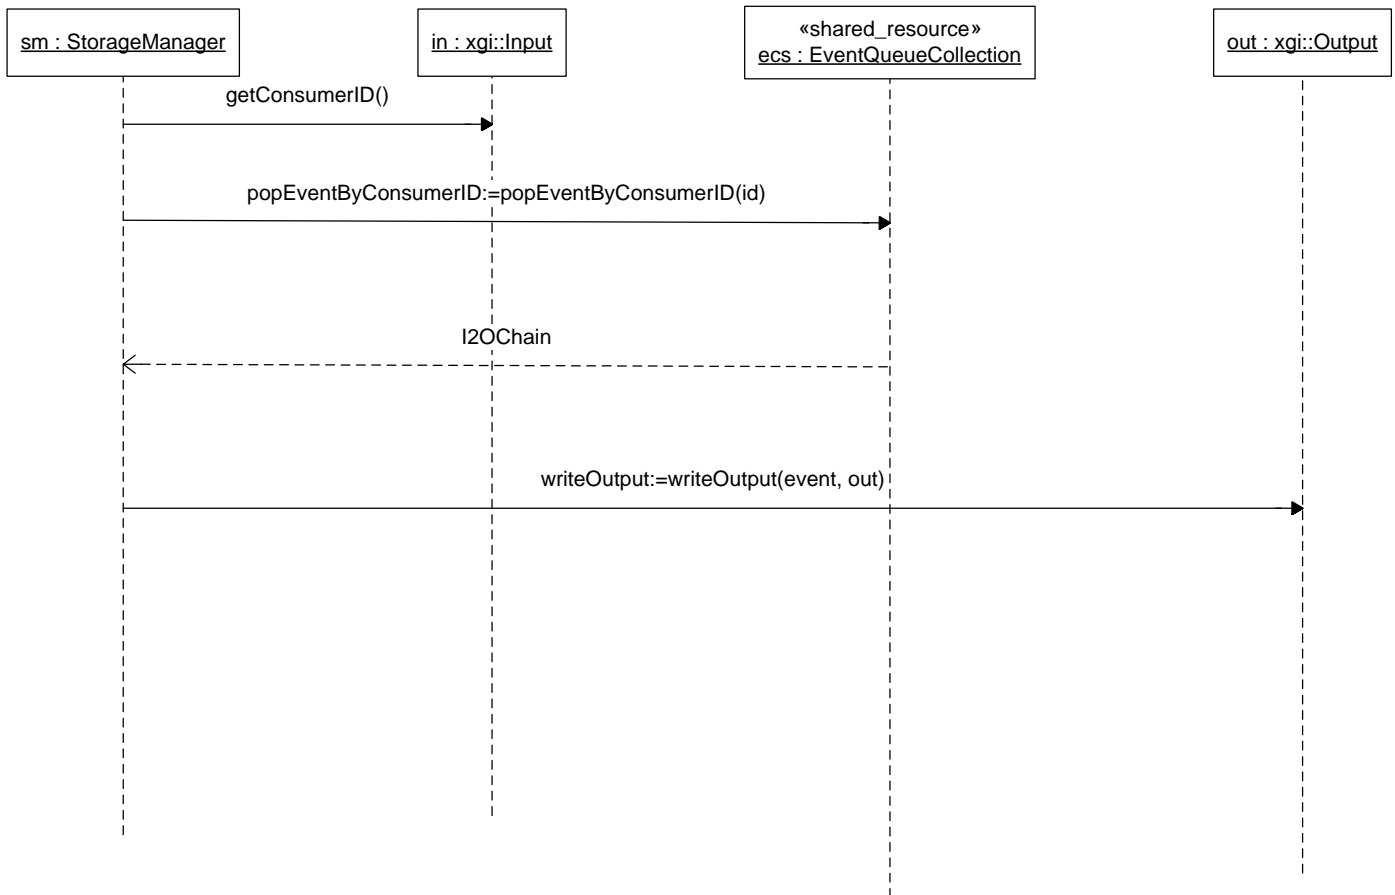 sm : StorageManager
in : xgi::Input
«shared_resource»
ecs : EventQueueCollection
out : xgi::Output
getConsumerID()
popEventByConsumerID:=popEventByConsumerID(id)
I2OChain
writeOutput:=writeOutput(event, out)